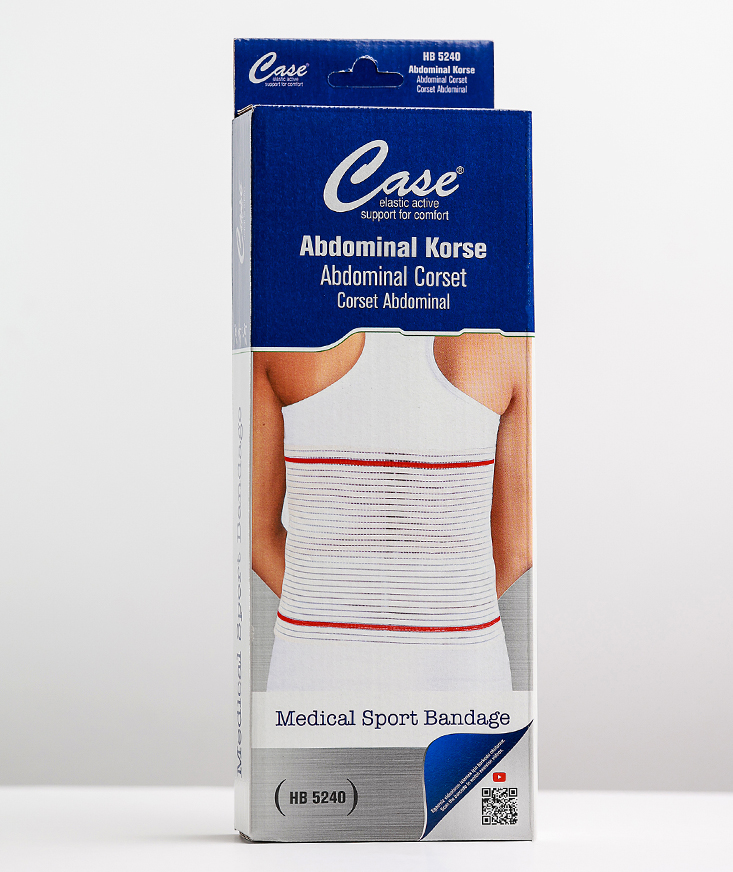 Case®
elastic active
support for comfort
HB 5240
Abdominal Korse
Abdominal Corset
Corset Abdominal
Case®
elastic active
support for comfort
Abdominal Korse
Abdominal Corset
Corset Abdominal
Medical Sport Bandage
Medical Sport Bandage
(HB 5240)